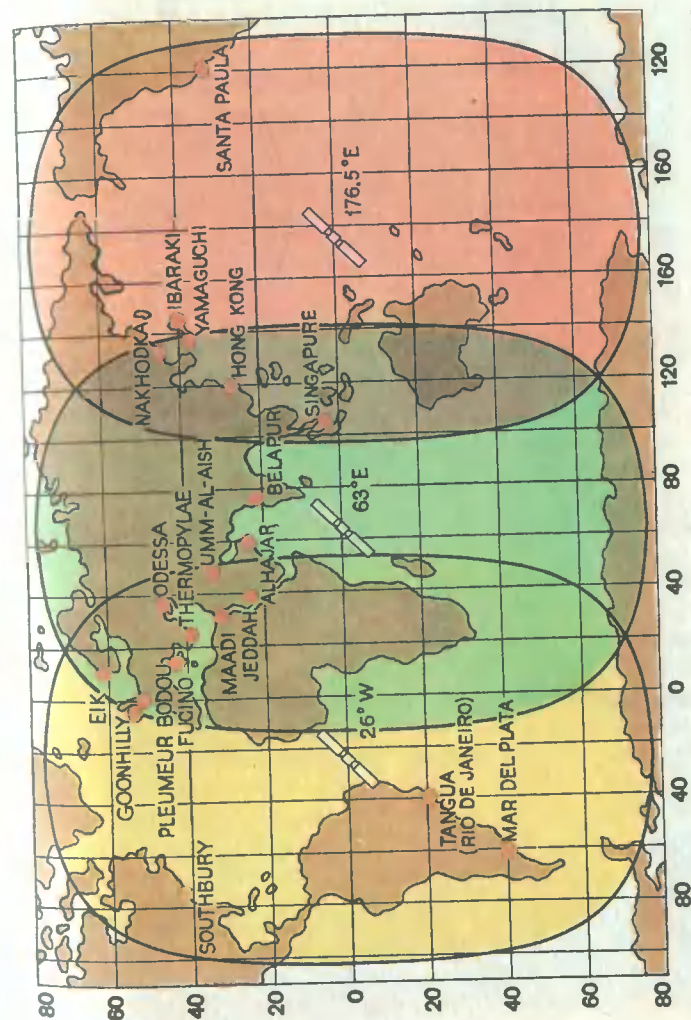 80
60
EIK
GOONHILLY
NAKHODKA
ODESSA
PLEUMEUR BODOU
IBARAKI
FUCINO
THERMOPYLAE
40
YAMAGUCHI
SOUTHBURY
UMM-AL-AISH
SANTA PAULA
MAADI
HONG KONG
JEDDAH
ALHAJAR
BELAPUR
20
SINGAPURE
0
26° W
63°E
176.5°E
20
TANGUA
(RIO DE JANEIRO)
40
MAR DEL PLATA
60
80
80 40 0 40 80 120 160 160 120